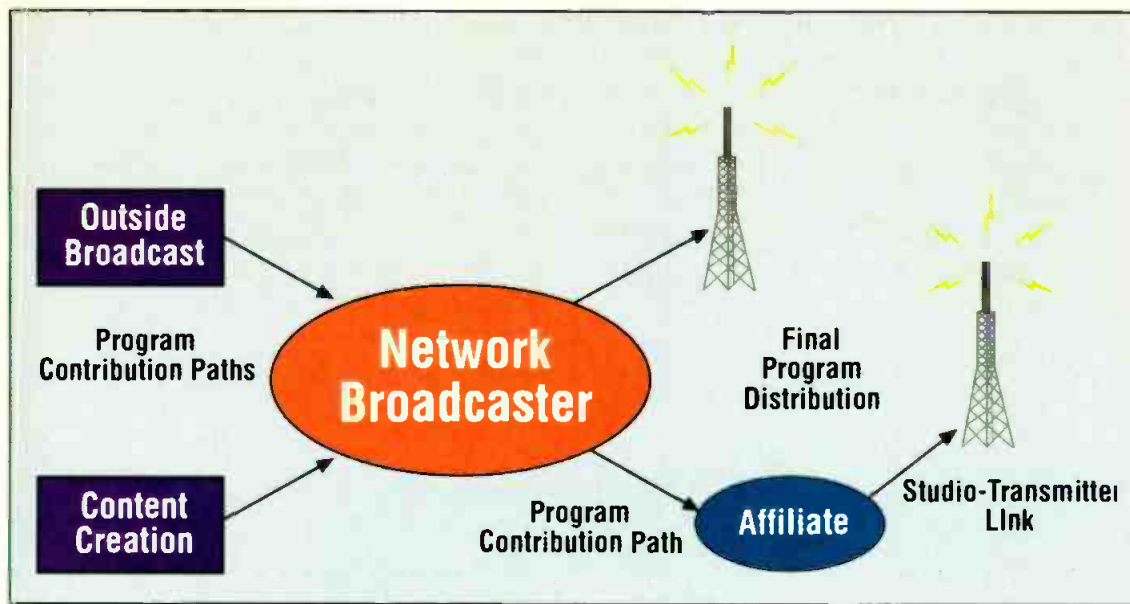 Outside
Broadcast
Program
Contribution Paths
Content
Creation
Network
Broadcaster
Program
Contribution Path
Affiliate
Final
Program
Distribution
Studio-Transmitter
LInk